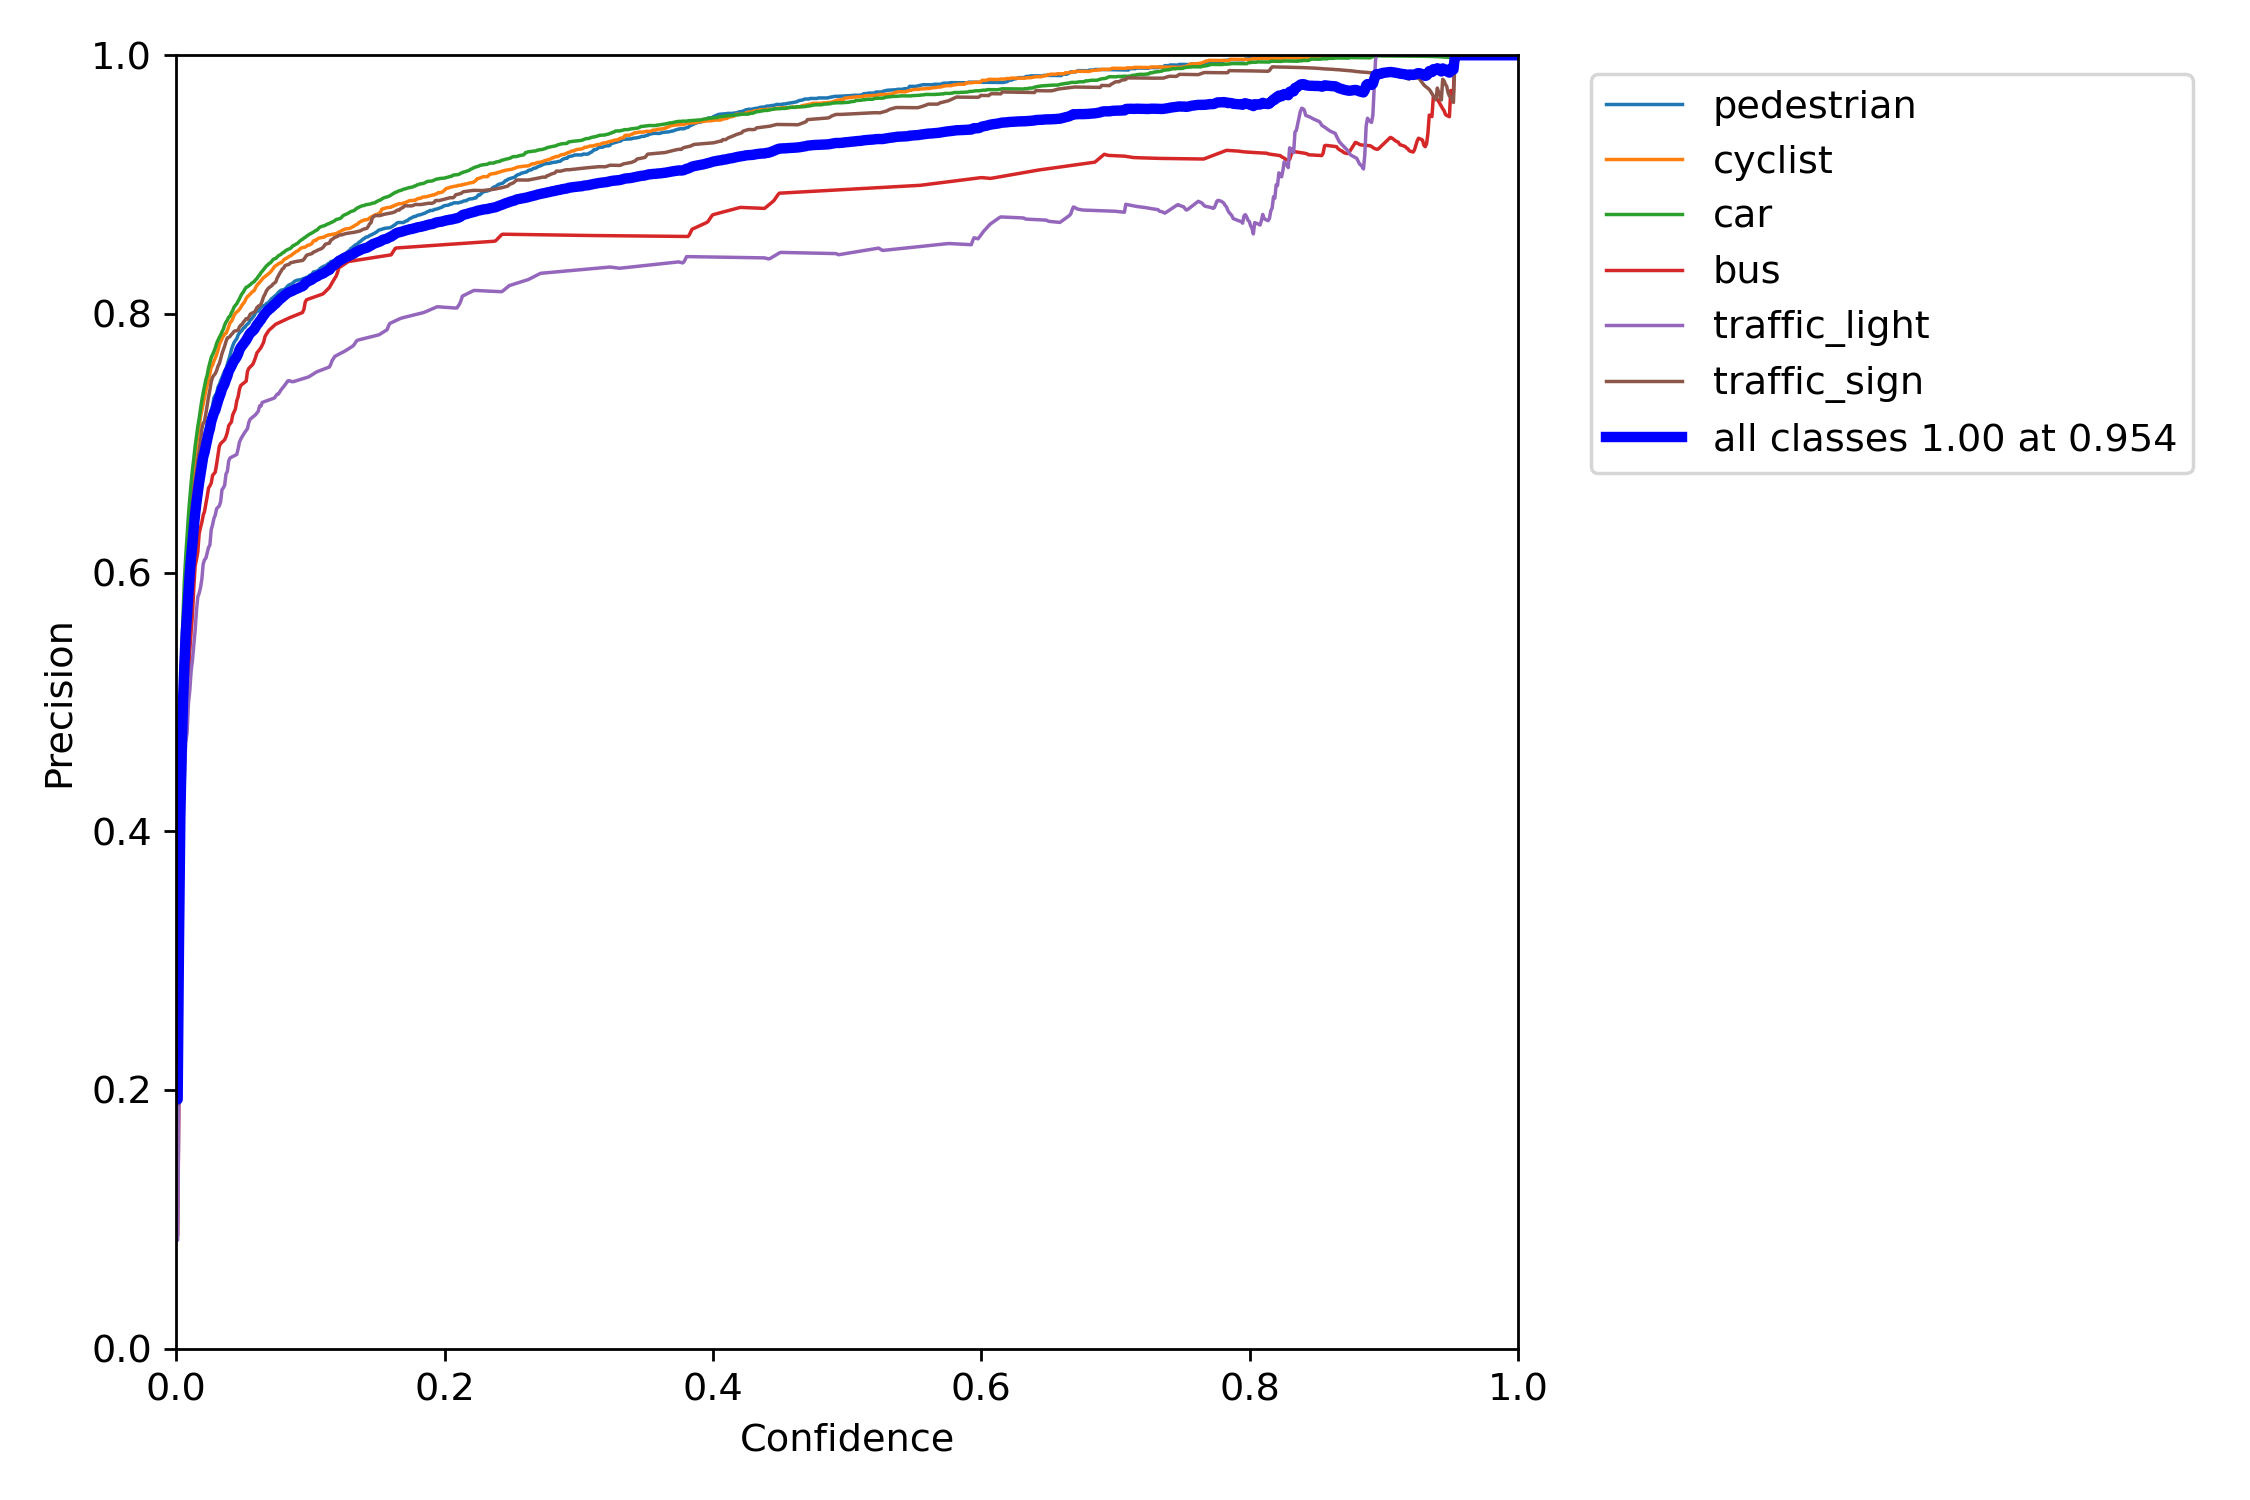 1.0
0.8
0.6
0.4
0.2
0.0
Precision
0.0 0.2 0.4 0.6 0.8 1.0
Confidence
pedestrian
cyclist
car
bus
traffic_light
traffic_sign
all classes 1.00 at 0.954